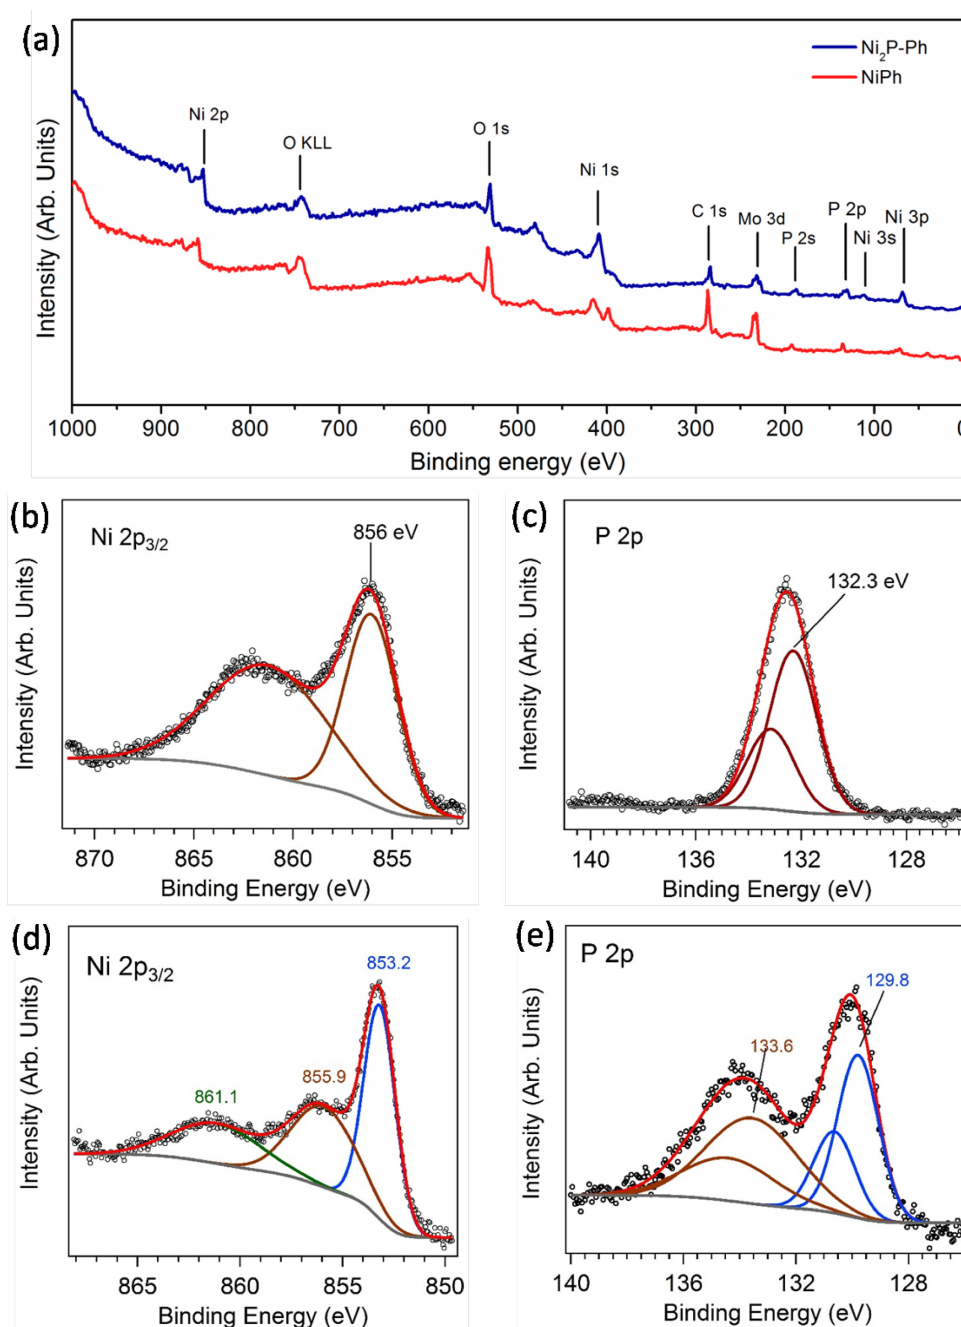 (a)
Ni₂P-Ph
NiPh
Ni 2p
O KLL
O 1s
Ni 1s
C 1s
Mo 3d
P 2s
P 2p
Ni 3s
Ni 3p
Intensity (Arb. Units)
1000 900 800 700 600 500 400 300 200 100 0
Binding energy (eV)
(b)
Ni 2p₃/₂
856 eV
Intensity (Arb. Units)
870 865 860 855
Binding Energy (eV)
(c)
P 2p
132.3 eV
Intensity (Arb. Units)
140 136 132 128
Binding Energy (eV)
(d)
Ni 2p₃/₂
853.2
855.9
861.1
Intensity (Arb. Units)
865 860 855 850
Binding Energy (eV)
(e)
P 2p
129.8
133.6
Intensity (Arb. Units)
140 136 132 128
Binding Energy (eV)